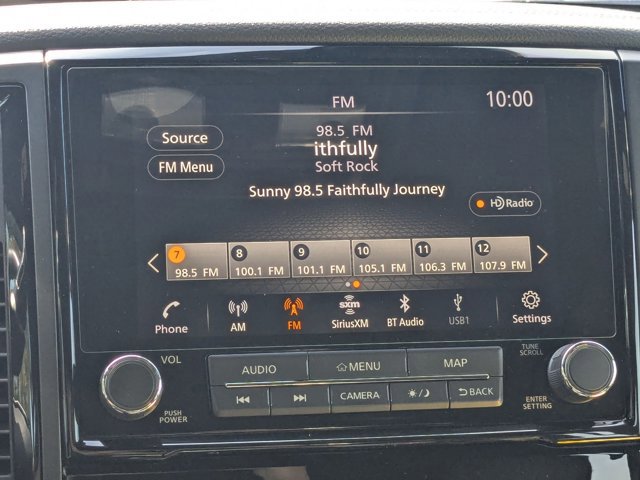 FM
10:00
98.5 FM
ithfully
Soft Rock
Source
FM Menu
Sunny 98.5 Faithfully Journey
HD Radio
7 8 9 10 11 12
98.5 FM 100.1 FM 101.1 FM 105.1 FM 106.3 FM 107.9 FM
sxm
Phone AM FM SiriusXM BT Audio USB1 Settings
VOL
AUDIO MENU MAP
TUNE
SCROLL
CAMERA BACK
PUSH
POWER
ENTER
SETTING